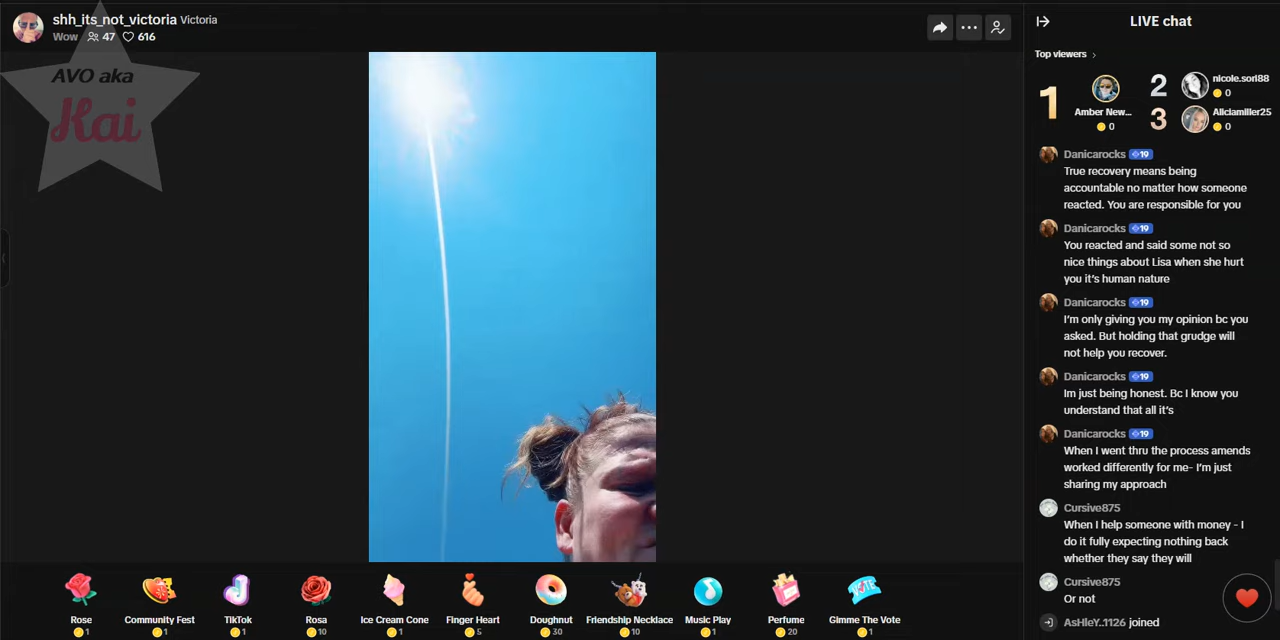 shh_its_not_victoria Victoria
Wow 47 616
AVO aka
Kai
LIVE chat
Top viewers
1
Amber New...
0
2
nicole.sorl88
0
3
Aliciamiller25
0
Danicarocks 19
True recovery means being
accountable no matter how someone
reacted. You are responsible for you
Danicarocks 19
You reacted and said some not so
nice things about Lisa when she hurt
you it's human nature
Danicarocks 19
I'm only giving you my opinion bc you
asked. But holding that grudge will
not help you recover.
Danicarocks 19
Im just being honest. Bc I know you
understand that all it's
Danicarocks 19
When I went thru the process amends
worked differently for me- I'm just
sharing my approach
Cursive875
When I help someone with money - I
do it fully expecting nothing back
whether they say they will
Cursive875
Or not
AsHleY..1126 joined
VOTE
Rose Community Fest TikTok Rosa Ice Cream Cone Finger Heart Doughnut Friendship Necklace Music Play Perfume Gimme The Vote
1 1 1 10 1 5 30 10 1 20 1